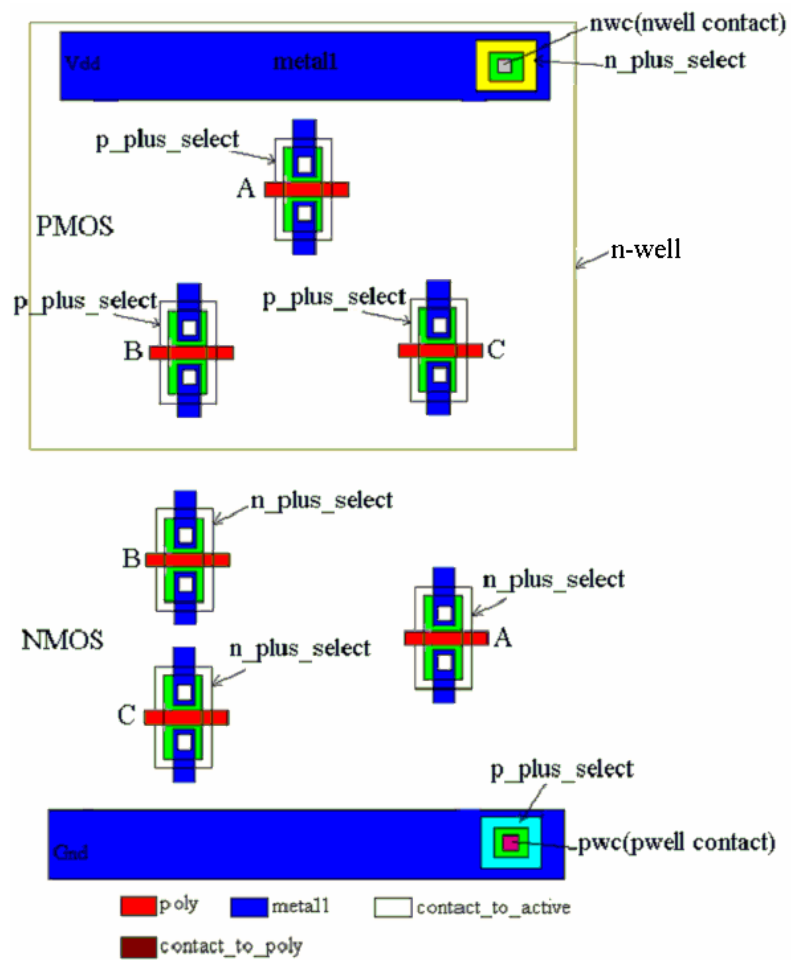 nwc(nwell contact)
Vdd
metal1
n_plus_select
p_plus_select
A
PMOS
n-well
p_plus_select
p_plus_select
B
C
n_plus_select
B
n_plus_select
NMOS
A
n_plus_select
C
p_plus_select
Gnd
pwc(pwell contact)
poly
metal1
contact_to_active
contact_to_poly